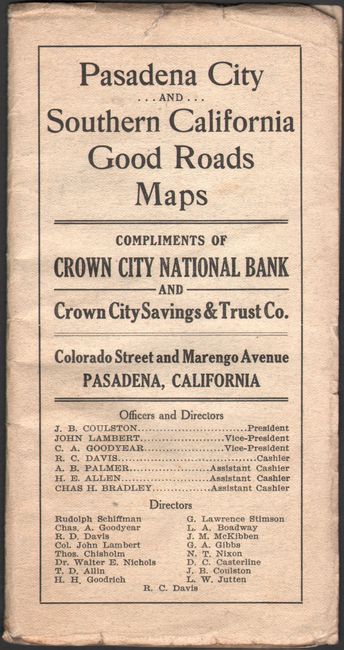 Pasadena City
...AND...
Southern California
Good Roads
Maps
COMPLIMENTS OF
CROWN CITY NATIONAL BANK
AND
Crown City Savings & Trust Co.
Colorado Street and Marengo Avenue
PASADENA, CALIFORNIA
Officers and Directors
J. B. COULSTON....................President
JOHN LAMBERT....................Vice-President
C. A. GOODYEAR....................Vice-President
R. C. DAVIS....................Cashier
A. B. PALMER....................Assistant Cashier
H. E. ALLEN....................Assistant Cashier
CHAS H. BRADLEY....................Assistant Cashier
Directors
Rudolph Schiffman
Chas. A. Goodyear
R. D. Davis
Col. John Lambert
Thos. Chisholm
Dr. Walter E. Nichols
T. D. Allin
H. H. Goodrich
G. Lawrence Stimson
L. A. Boadway
J. M. McKibben
G. A. Gibbs
N. T. Nixon
D. C. Casterline
J. B. Coulston
L. W. Jutten
R. C. Davis